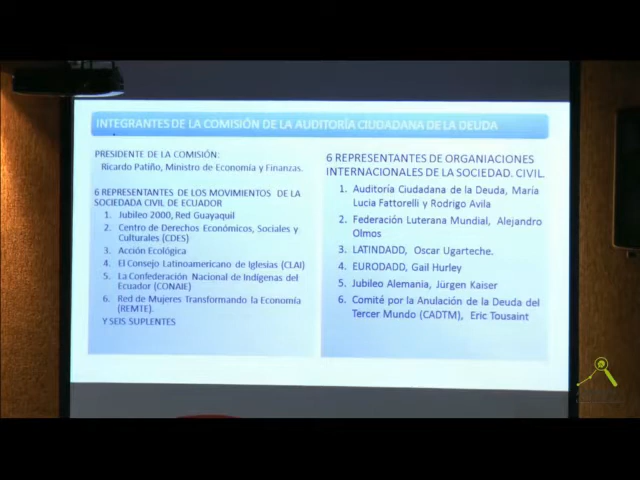 INTEGRANTES DE LA COMISIÓN DE LA AUDITORÍA CIUDADANA DE LA DEUDA
PRESIDENTE DE LA COMISIÓN:
Ricardo Patiño, Ministro de Economía y Finanzas.
6 REPRESENTANTES DE LOS MOVIMIENTOS DE LA
SOCIEDADA CIVIL DE ECUADOR
1. Jubileo 2000, Red Guayaquil
2. Centro de Derechos Económicos, Sociales y
Culturales (CDES)
3. Acción Ecológica
4. El Consejo Latinoamericano de Iglesias (CLAI)
5. La Confederación Nacional de Indígenas del
Ecuador (CONAIE)
6. Red de Mujeres Transformando la Economía
(REMTE).
Y SEIS SUPLENTES
6 REPRESENTANTES DE ORGANIACIONES
INTERNACIONALES DE LA SOCIEDAD. CIVIL.
1. Auditoría Ciudadana de la Deuda, María
Lucia Fattorelli y Rodrigo Avila
2. Federación Luterana Mundial, Alejandro
Olmos
3. LATINDADD, Oscar Ugarteche.
4. EURODADD, Gail Hurley
5. Jubileo Alemania, Jürgen Kaiser
6. Comité por la Anulación de la Deuda del
Tercer Mundo (CADTM), Eric Tousaint